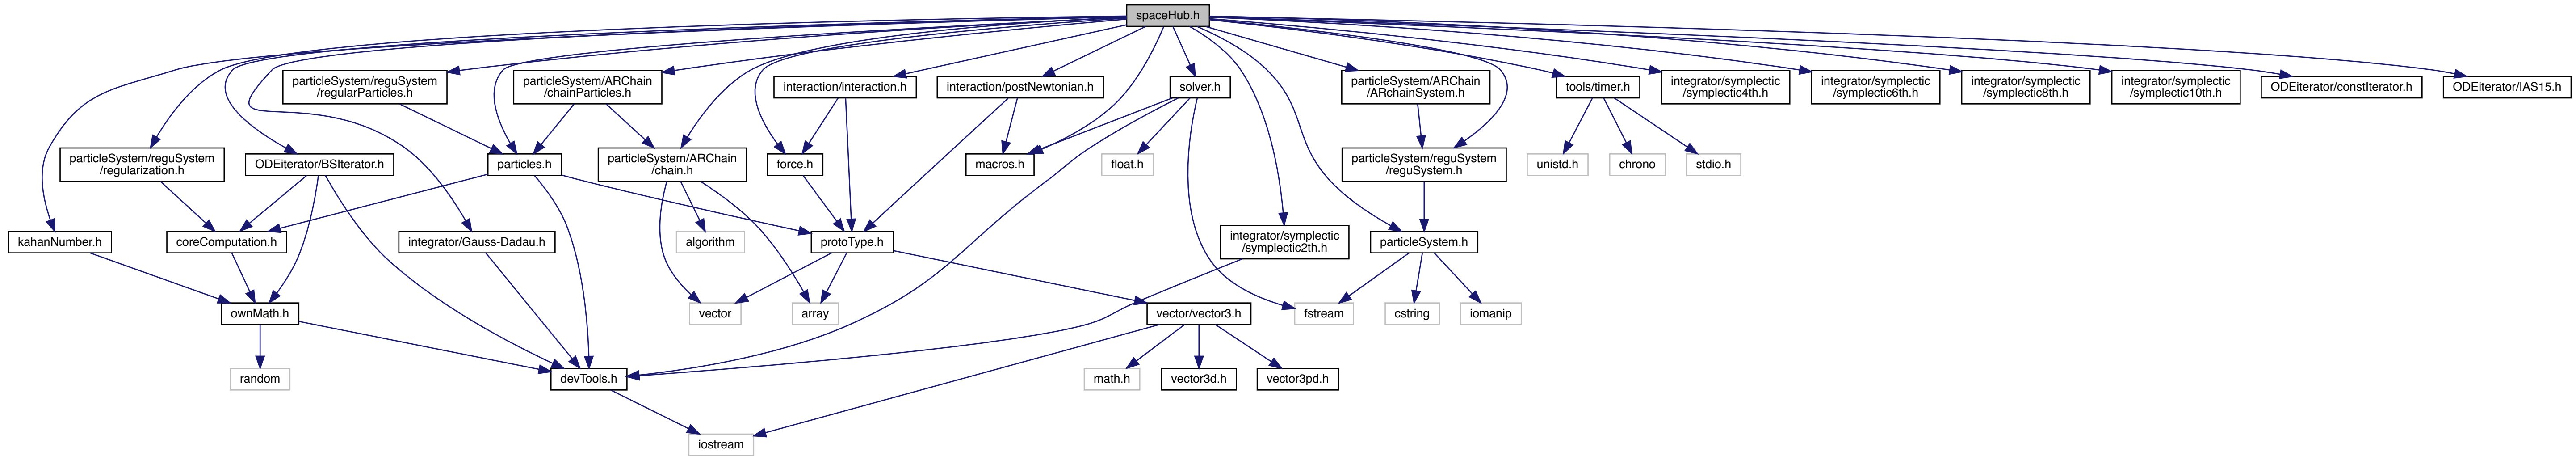 spaceHub.h
particleSystem/reguSystem
/regularParticles.h
particleSystem/ARChain
/chainParticles.h
interaction/interaction.h
interaction/postNewtonian.h
solver.h
particleSystem/ARChain
/ARchainSystem.h
tools/timer.h
integrator/symplectic
/symplectic4th.h
integrator/symplectic
/symplectic6th.h
integrator/symplectic
/symplectic8th.h
integrator/symplectic
/symplectic10th.h
ODEiterator/constIterator.h
ODEiterator/IAS15.h
particleSystem/reguSystem
/regularization.h
ODEiterator/BSIterator.h
particles.h
particleSystem/ARChain
/chain.h
force.h
macros.h
float.h
particleSystem/reguSystem
/reguSystem.h
unistd.h
chrono
stdio.h
kahanNumber.h
coreComputation.h
integrator/Gauss-Dadau.h
algorithm
protoType.h
integrator/symplectic
/symplectic2th.h
particleSystem.h
ownMath.h
vector
array
vector/vector3.h
fstream
cstring
iomanip
random
devTools.h
math.h
vector3d.h
vector3pd.h
iostream